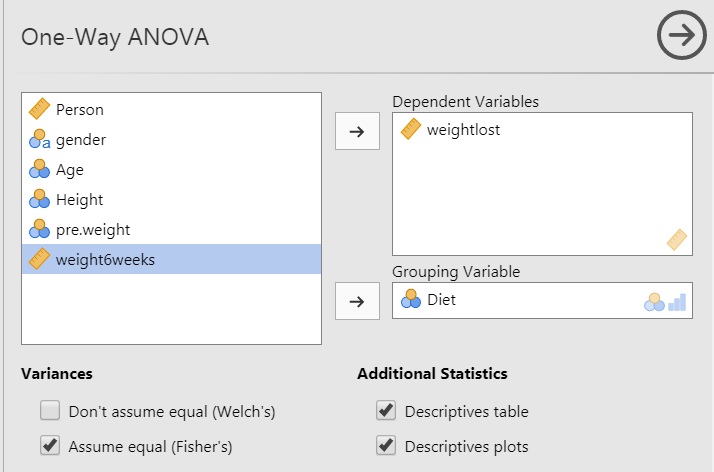 One-Way ANOVA
Person
gender
Age
Height
pre.weight
weight6weeks
Dependent Variables
weightlost
Grouping Variable
Diet
Variances
Don't assume equal (Welch's)
Assume equal (Fisher's)
Additional Statistics
Descriptives table
Descriptives plots